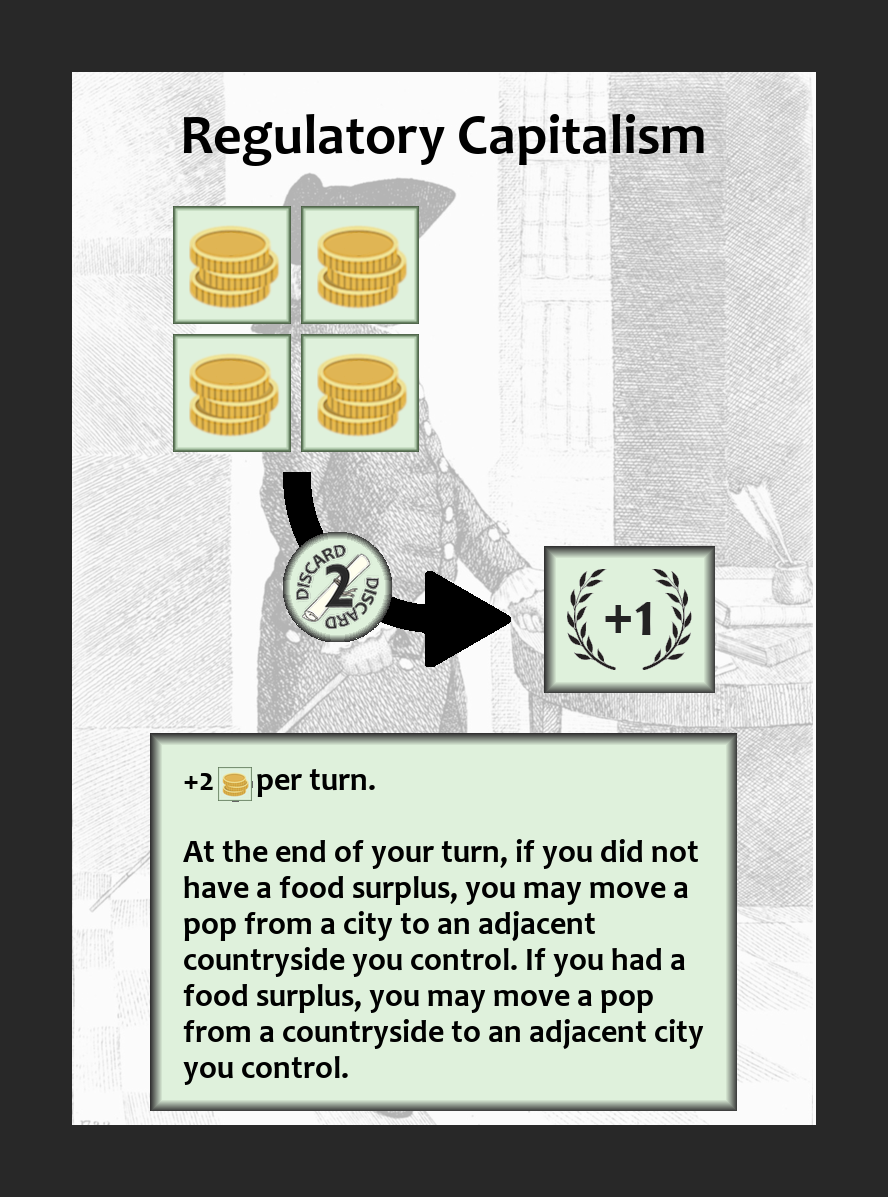 Regulatory Capitalism
DISCARD
2
DISCARD
DISCARD
+1
+2 per turn.
At the end of your turn, if you did not
have a food surplus, you may move a
pop from a city to an adjacent
countryside you control. If you had a
food surplus, you may move a pop
from a countryside to an adjacent city
you control.